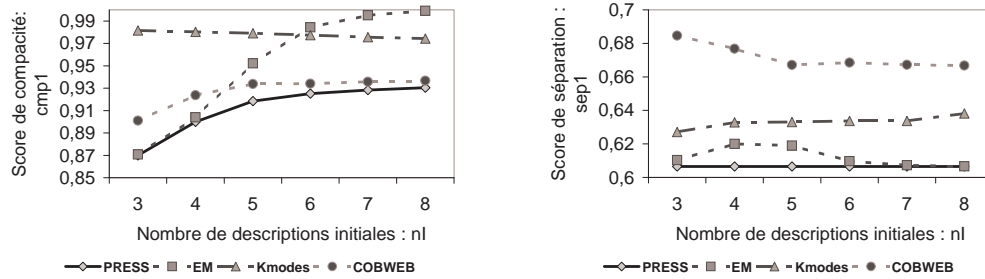 Score de compacité:
cmp1
0,99
0,97
0,95
0,93
0,91
0,89
0,87
0,85
3 4 5 6 7 8
Nombre de descriptions initiales : nI
PRESS EM Kmodes COBWEB
Score de séparation :
sep1
0,7
0,68
0,66
0,64
0,62
0,6
3 4 5 6 7 8
Nombre de descriptions initiales : nI
PRESS EM Kmodes COBWEB